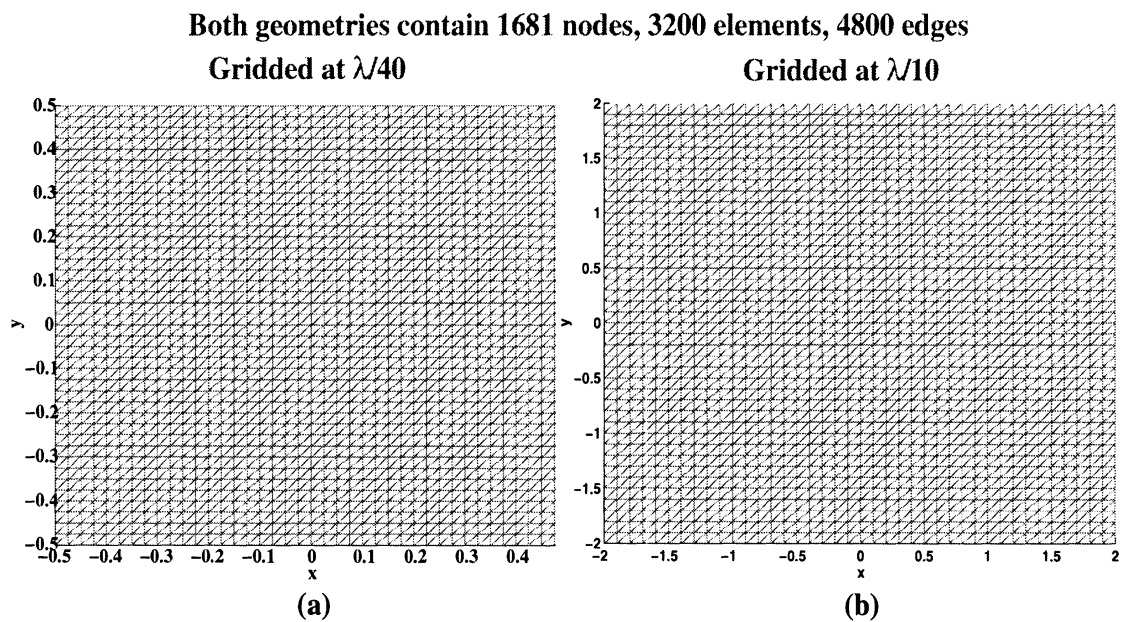 Both geometries contain 1681 nodes, 3200 elements, 4800 edges
Gridded at λ/40
Gridded at λ/10
0.5
0.4
0.3
0.2
0.1
0
−0.1
−0.2
−0.3
−0.4
−0.5
y
−0.5 −0.4 −0.3 −0.2 −0.1 0 0.1 0.2 0.3 0.4
x
(a)
2
1.5
1
0.5
0
−0.5
−1
−1.5
−2
y
−2 −1.5 −1 −0.5 0 0.5 1 1.5 2
x
(b)